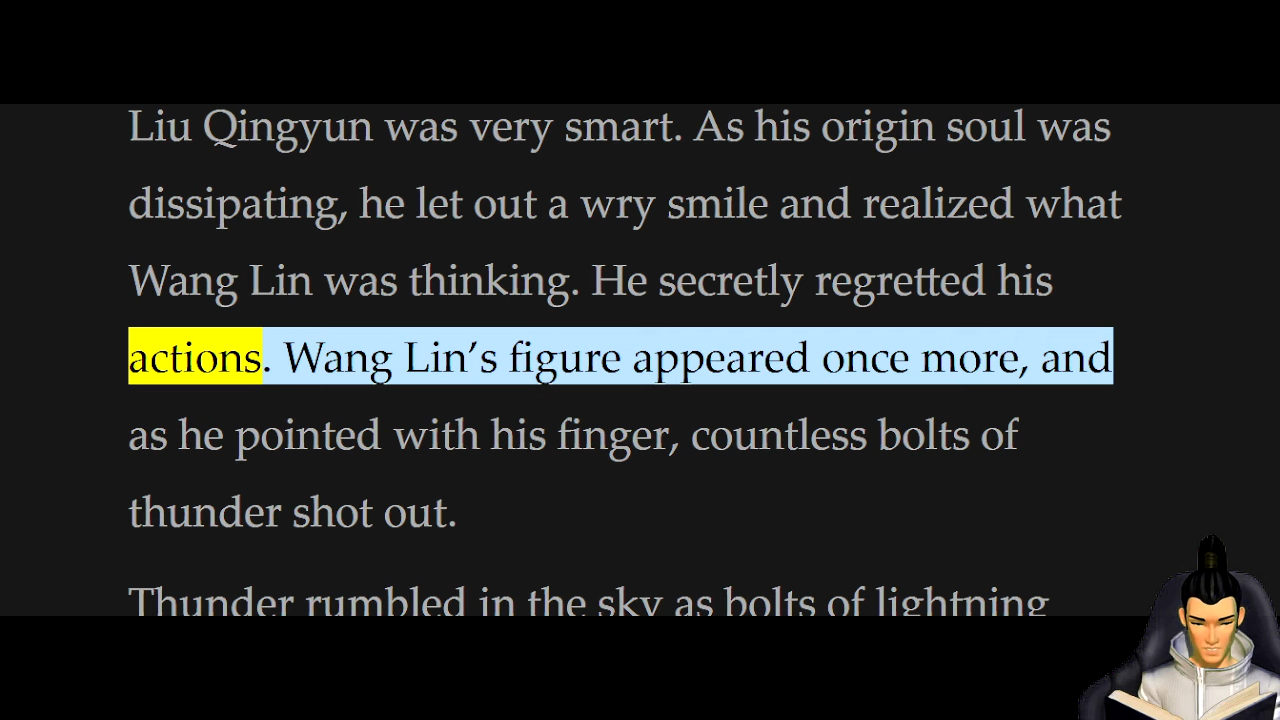 Liu Qingyun was very smart. As his origin soul was
dissipating, he let out a wry smile and realized what
Wang Lin was thinking. He secretly regretted his
actions. Wang Lin’s figure appeared once more, and
as he pointed with his finger, countless bolts of
thunder shot out.
Thunder rumbled in the sky as bolts of lightning